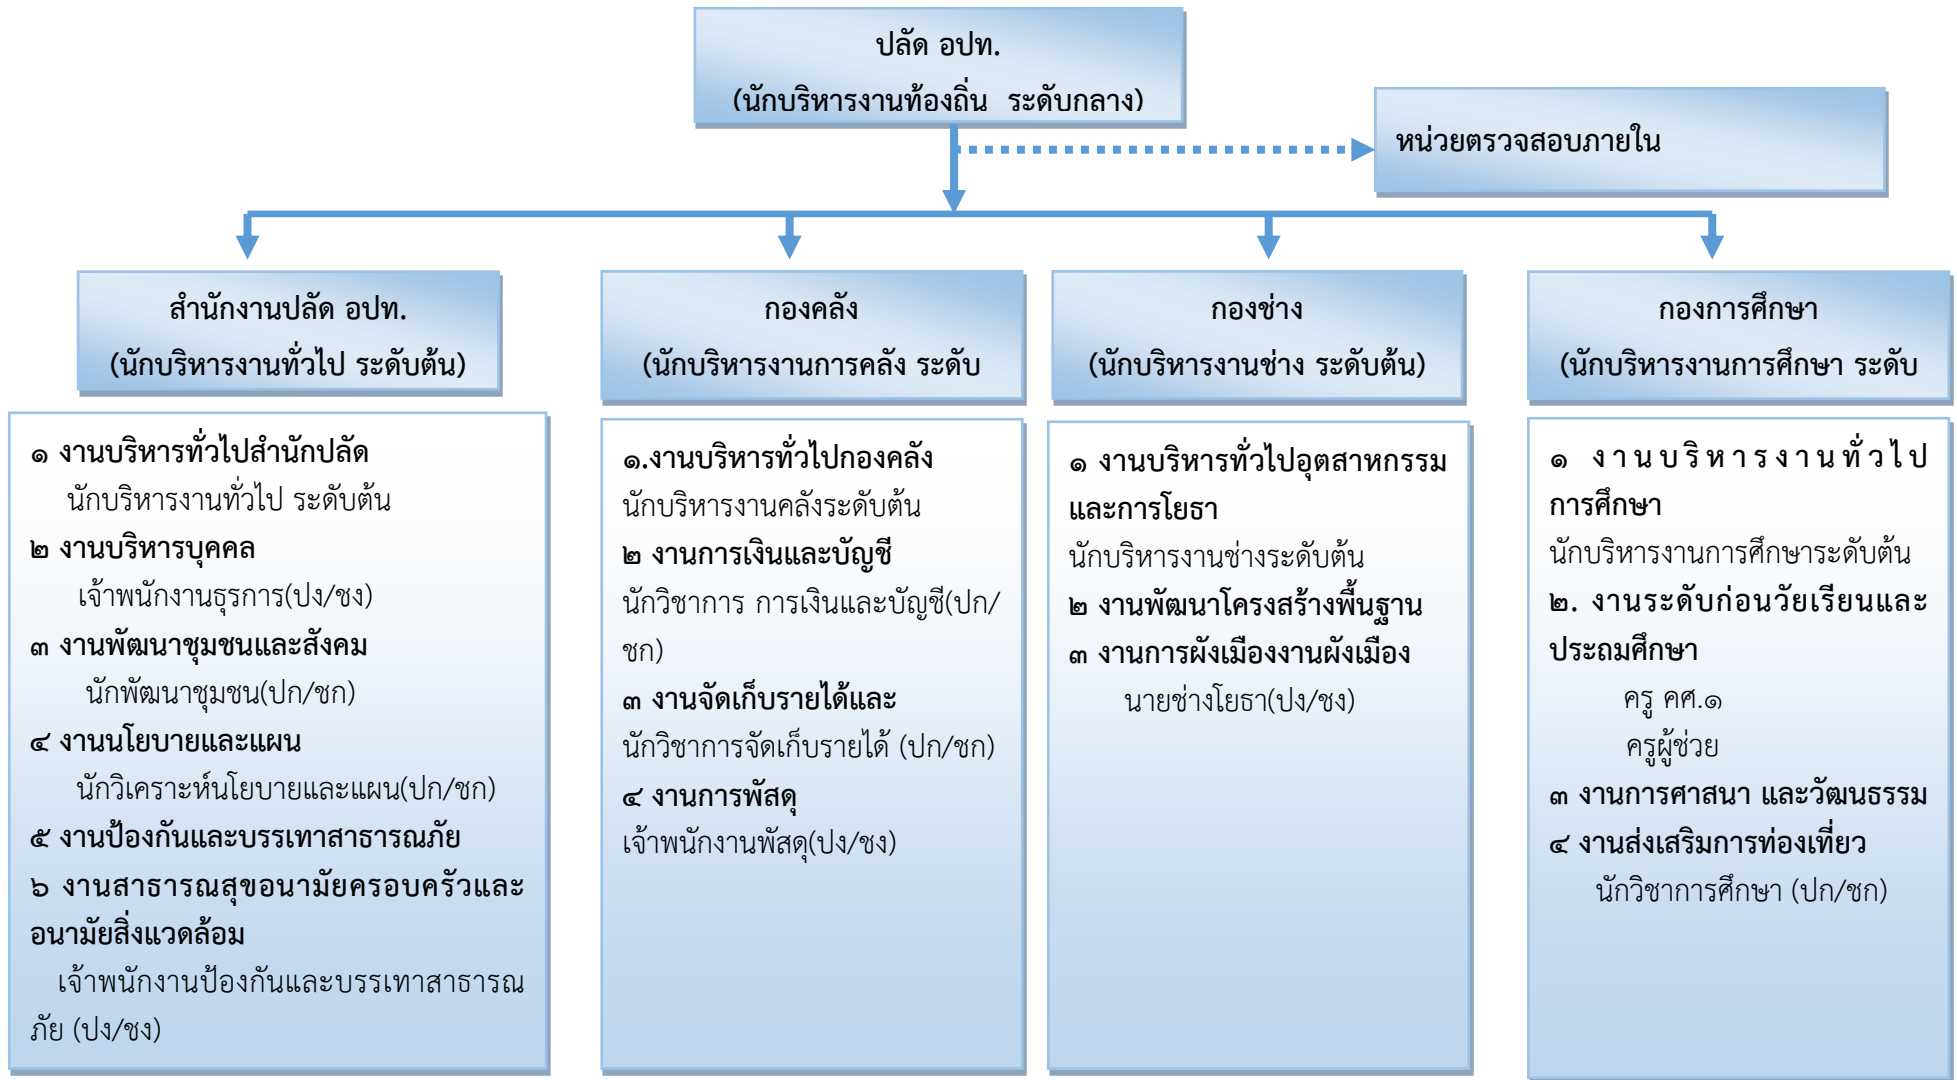 ปลัด อปท.
(นักบริหารงานท้องถิ่น  ระดับกลาง)
หน่วยตรวจสอบภายใน
สำนักงานปลัด อปท.
(นักบริหารงานทั่วไป ระดับต้น)
กองคลัง
(นักบริหารงานการคลัง ระดับ
กองช่าง
(นักบริหารงานช่าง ระดับต้น)
กองการศึกษา
(นักบริหารงานการศึกษา ระดับ
๑ งานบริหารทั่วไปสำนักปลัด
นักบริหารงานทั่วไป ระดับต้น
๒ งานบริหารบุคคล
เจ้าพนักงานธุรการ(ปง/ชง)
๓ งานพัฒนาชุมชนและสังคม
นักพัฒนาชุมชน(ปก/ชก)
๔ งานนโยบายและแผน
นักวิเคราะห์นโยบายและแผน(ปก/ชก)
๕ งานป้องกันและบรรเทาสาธารณภัย
๖ งานสาธารณสุขอนามัยครอบครัวและ
อนามัยสิ่งแวดล้อม
เจ้าพนักงานป้องกันและบรรเทาสาธารณ
ภัย (ปง/ชง)
๑.งานบริหารทั่วไปกองคลัง
นักบริหารงานคลังระดับต้น
๒ งานการเงินและบัญชี
นักวิชาการ การเงินและบัญชี(ปก/
ชก)
๓ งานจัดเก็บรายได้และ
นักวิชาการจัดเก็บรายได้ (ปก/ชก)
๔ งานการพัสดุ
เจ้าพนักงานพัสดุ(ปง/ชง)
๑ งานบริหารทั่วไปอุตสาหกรรม
และการโยธา
นักบริหารงานช่างระดับต้น
๒ งานพัฒนาโครงสร้างพื้นฐาน
๓ งานการผังเมืองงานผังเมือง
นายช่างโยธา(ปง/ชง)
๑ งานบริหารงานทั่วไป
การศึกษา
นักบริหารงานการศึกษาระดับต้น
๒. งานระดับก่อนวัยเรียนและ
ประถมศึกษา
ครู คศ.๑
ครูผู้ช่วย
๓ งานการศาสนา และวัฒนธรรม
๔ งานส่งเสริมการท่องเที่ยว
นักวิชาการศึกษา (ปก/ชก)